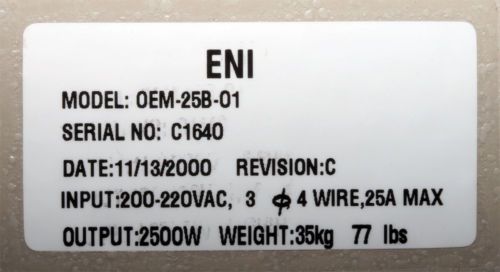 ENI
MODEL: OEM-25B-01
SERIAL NO: C1640
DATE:11/13/2000 REVISION:C
INPUT:200-220VAC, 3 ϕ 4 WIRE,25A MAX
OUTPUT:2500W WEIGHT:35kg 77 lbs